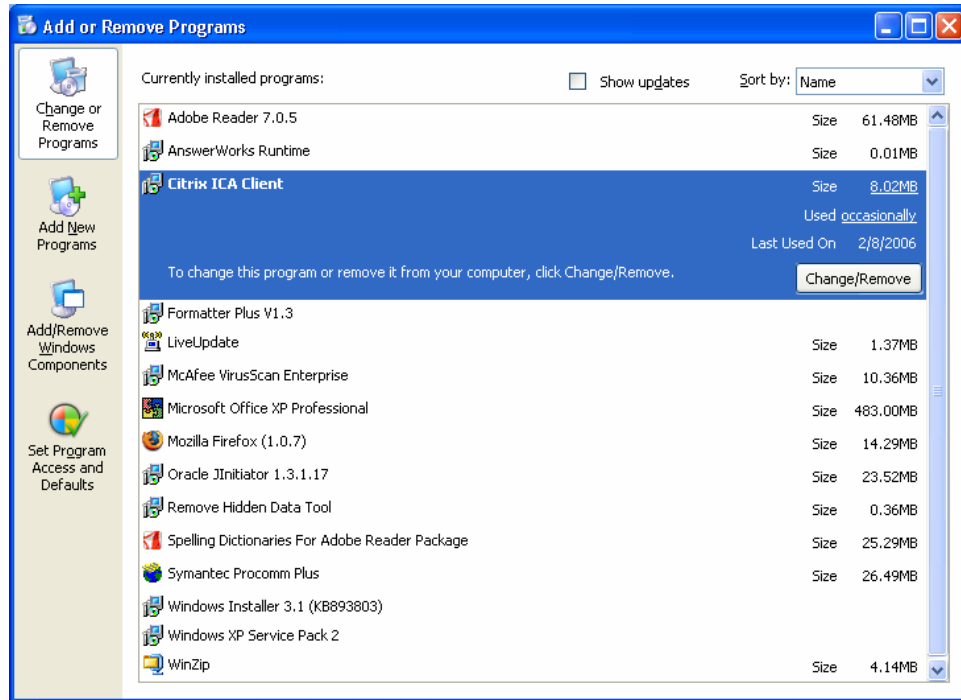 Add or Remove Programs
Change or
Remove
Programs
Add New
Programs
Add/Remove
Windows
Components
Set Program
Access and
Defaults
Currently installed programs: Show updates Sort by: Name
Adobe Reader 7.0.5 Size 61.48MB
AnswerWorks Runtime Size 0.01MB
Citrix ICA Client Size 8.02MB
Used occasionally
Last Used On 2/8/2006
To change this program or remove it from your computer, click Change/Remove. Change/Remove
Formatter Plus V1.3
LiveUpdate Size 1.37MB
McAfee VirusScan Enterprise Size 10.36MB
Microsoft Office XP Professional Size 483.00MB
Mozilla Firefox (1.0.7) Size 14.29MB
Oracle JInitiator 1.3.1.17 Size 23.52MB
Remove Hidden Data Tool Size 0.36MB
Spelling Dictionaries For Adobe Reader Package Size 25.29MB
Symantec Procomm Plus Size 26.49MB
Windows Installer 3.1 (KB893803)
Windows XP Service Pack 2
WinZip Size 4.14MB